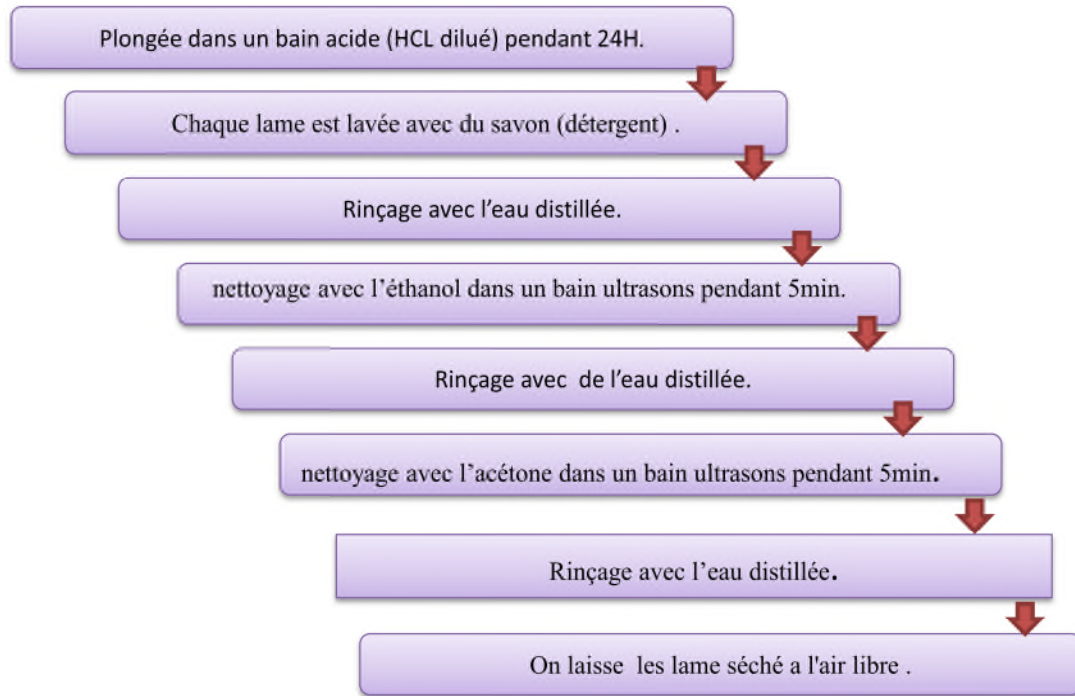 Plongée dans un bain acide (HCL dilué) pendant 24H.
Chaque lame est lavée avec du savon (détergent) .
Rinçage avec l’eau distillée.
nettoyage avec l’éthanol dans un bain ultrasons pendant 5min.
Rinçage avec de l’eau distillée.
nettoyage avec l’acétone dans un bain ultrasons pendant 5min.
Rinçage avec l’eau distillée.
On laisse les lame séché a l'air libre .